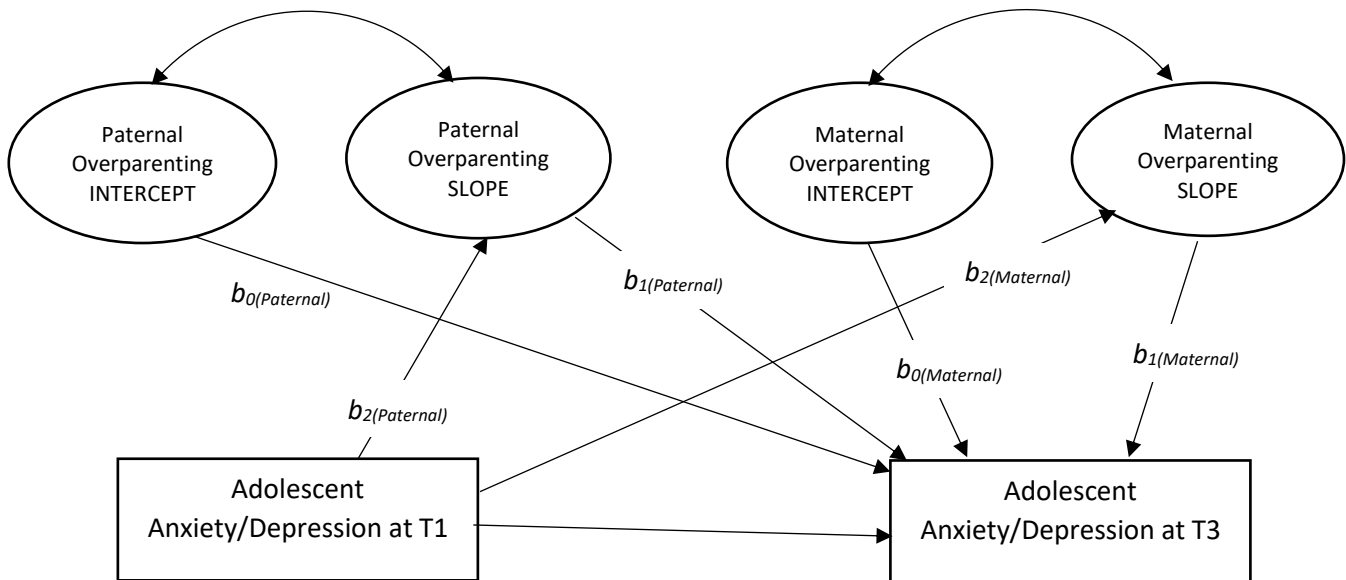 Paternal
Overparenting
INTERCEPT
Paternal
Overparenting
SLOPE
Maternal
Overparenting
INTERCEPT
Maternal
Overparenting
SLOPE
b0(Paternal)
b1(Paternal)
b2(Maternal)
b0(Maternal)
b1(Maternal)
b2(Paternal)
Adolescent
Anxiety/Depression at T1
Adolescent
Anxiety/Depression at T3